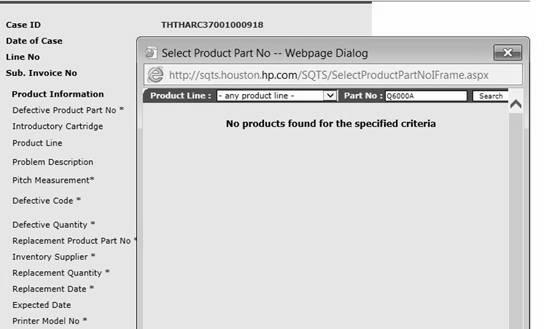 Case ID THTHARC37001000918
Date of Case
Line No
Sub. Invoice No
Product Information
Defective Product Part No *
Introductory Cartridge
Product Line
Problem Description
Pitch Measurement*
Defective Code *
Defective Quantity *
Replacement Product Part No *
Inventory Supplier *
Replacement Quantity *
Replacement Date *
Expected Date
Printer Model No *
Select Product Part No -- Webpage Dialog
http://sqts.houston.hp.com/SQTS/SelectProductPartNoIFrame.aspx
Product Line : - any product line - Part No : Q6000A Search
No products found for the specified criteria